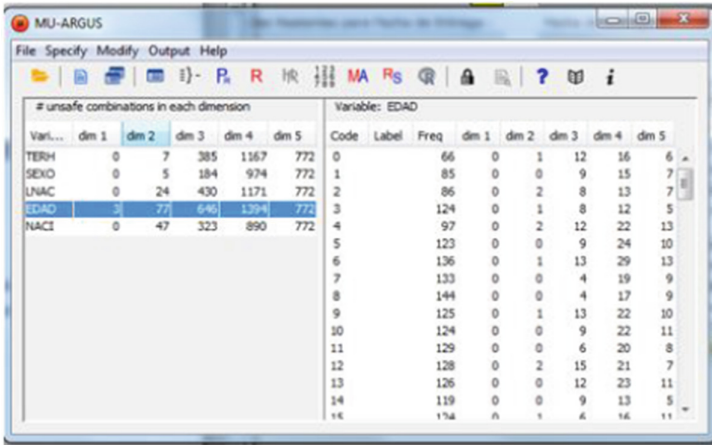 MU-ARGUS
File Specify Modify Output Help
# unsafe combinations in each dimension
Vari... dim 1 dim 2 dim 3 dim 4 dim 5
TERH 0 7 385 1167 772
SEXO 0 5 184 974 772
LNAC 0 24 430 1171 772
EDAD 3 77 646 1394 772
NACI 0 47 323 890 772
Variable: EDAD
Code Label Freq dim 1 dim 2 dim 3 dim 4 dim 5
0 66 0 1 12 16 6
1 85 0 0 9 15 7
2 86 0 2 8 13 7
3 124 0 1 8 12 5
4 97 0 2 12 22 13
5 123 0 0 9 24 10
6 136 0 1 13 29 13
7 133 0 0 4 19 9
8 144 0 0 4 17 9
9 125 0 1 13 22 10
10 124 0 0 9 22 11
11 129 0 0 6 20 8
12 128 0 2 15 21 7
13 126 0 0 12 23 11
14 119 0 0 9 13 5